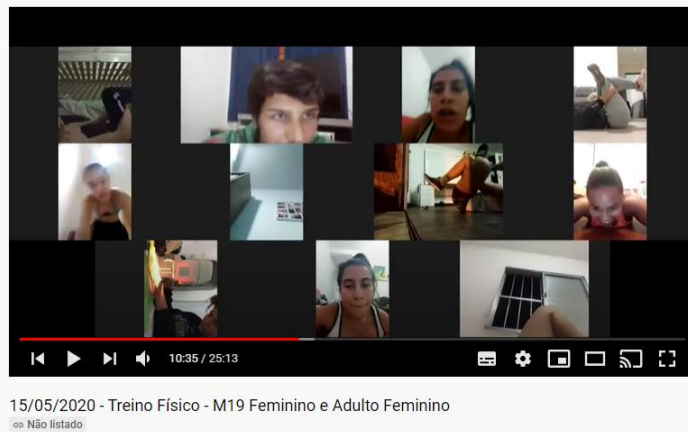 10:35 / 25:13
15/05/2020 - Treino Físico - M19 Feminino e Adulto Feminino
Não listado